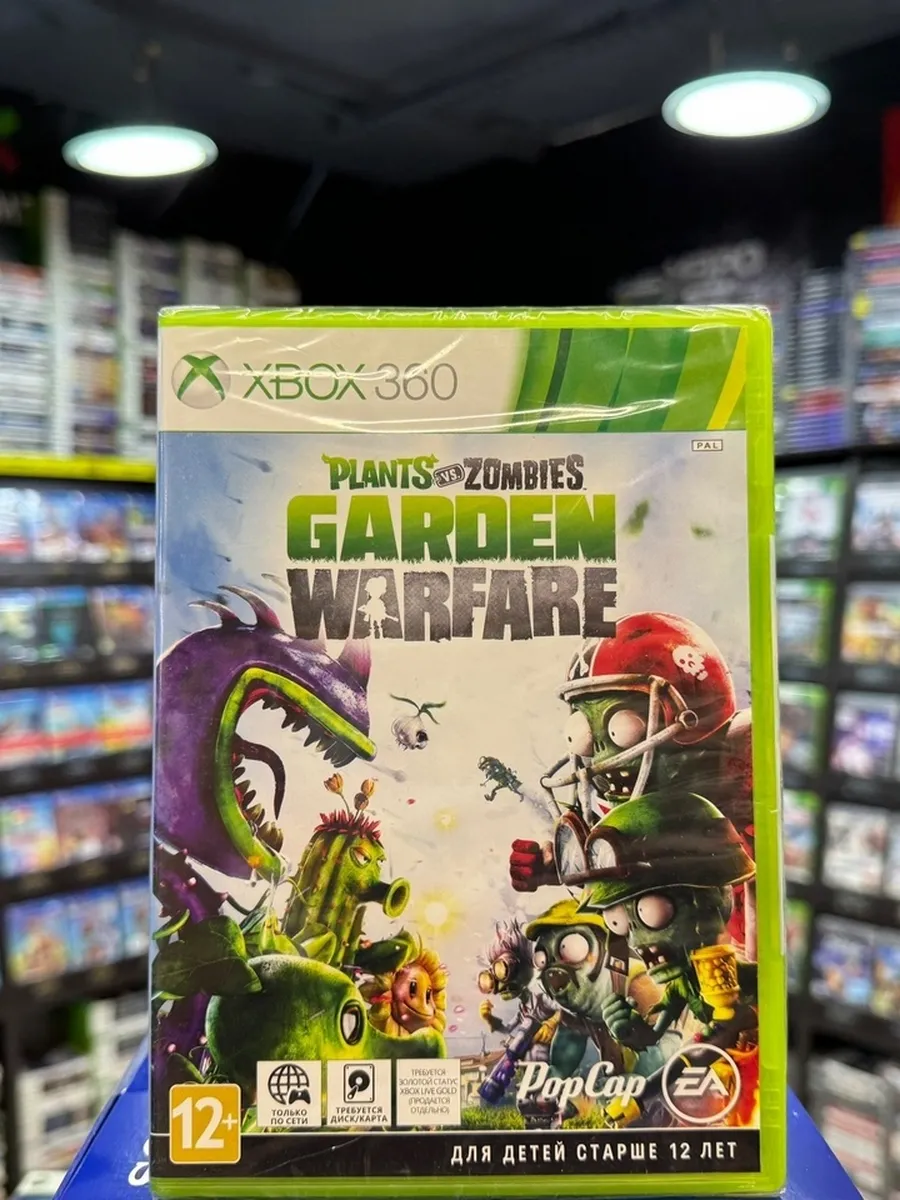 XBOX 360
PAL
PLANTS VS. ZOMBIES
GARDEN
WARFARE
ТОЛЬКО
ПО СЕТИ
ТРЕБУЕТСЯ
ДИСК/КАРТА
ТРЕБУЕТСЯ
ЗОЛОТОЙ СТАТУС
XBOX LIVE GOLD
(ПРОДАЕТСЯ
ОТДЕЛЬНО)
PopCap
EA
12+
ДЛЯ ДЕТЕЙ СТАРШЕ 12 ЛЕТ